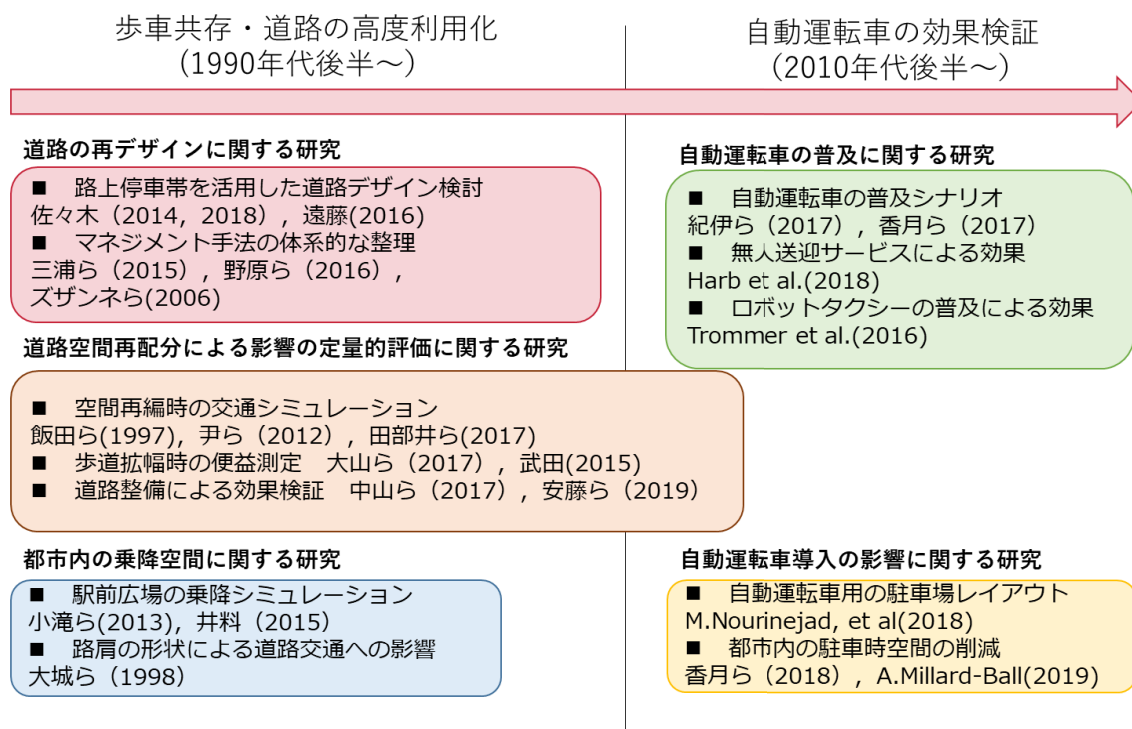 歩車共存・道路の高度利用化
(1990年代後半～)
自動運転車の効果検証
(2010年代後半～)
道路の再デザインに関する研究
■ 路上停車帯を活用した道路デザイン検討
佐々木（2014，2018），遠藤(2016)
■ マネジメント手法の体系的な整理
三浦ら（2015），野原ら（2016），
ズザンネら(2006)
道路空間再配分による影響の定量的評価に関する研究
■ 空間再編時の交通シミュレーション
飯田ら(1997), 尹ら（2012），田部井ら(2017)
■ 歩道拡幅時の便益測定　大山ら（2017），武田(2015)
■ 道路整備による効果検証　中山ら（2017），安藤ら（2019）
都市内の乗降空間に関する研究
■ 駅前広場の乗降シミュレーション
小滝ら(2013), 井料（2015）
■ 路肩の形状による道路交通への影響
大城ら（1998）
自動運転車の普及に関する研究
■ 自動運転車の普及シナリオ
紀伊ら（2017），香月ら（2017）
■ 無人送迎サービスによる効果
Harb et al.(2018)
■ ロボットタクシーの普及による効果
Trommer et al.(2016)
自動運転車導入の影響に関する研究
■ 自動運転車用の駐車場レイアウト
M.Nourinejad, et al(2018)
■ 都市内の駐車時空間の削減
香月ら（2018），A.Millard-Ball(2019)